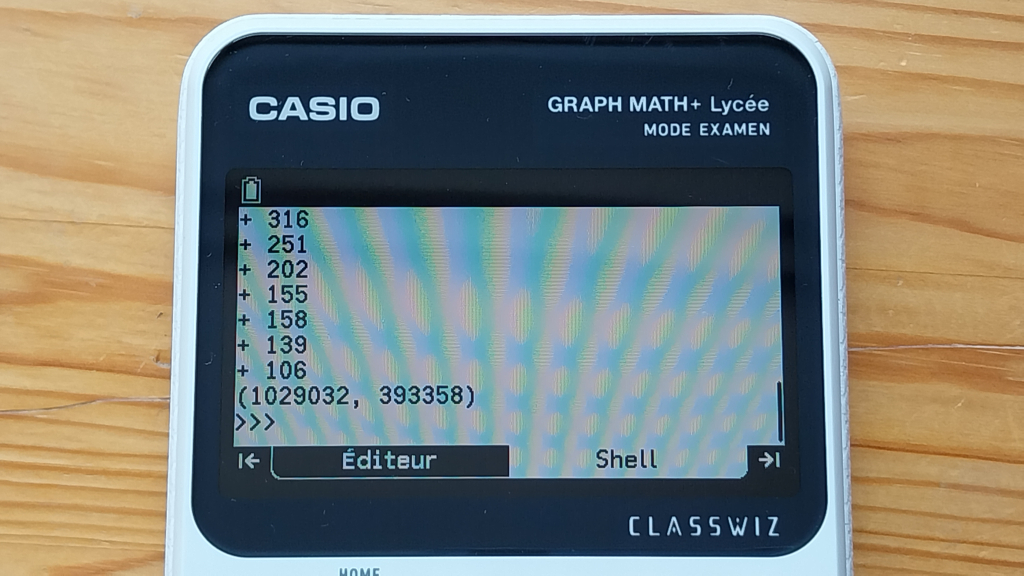 CASIO
GRAPH MATH+ Lycée
MODE EXAMEN
+ 316
+ 251
+ 202
+ 155
+ 158
+ 139
+ 106
(1029032, 393358)
>>>
Éditeur
Shell
CLASSWIZ
HOME